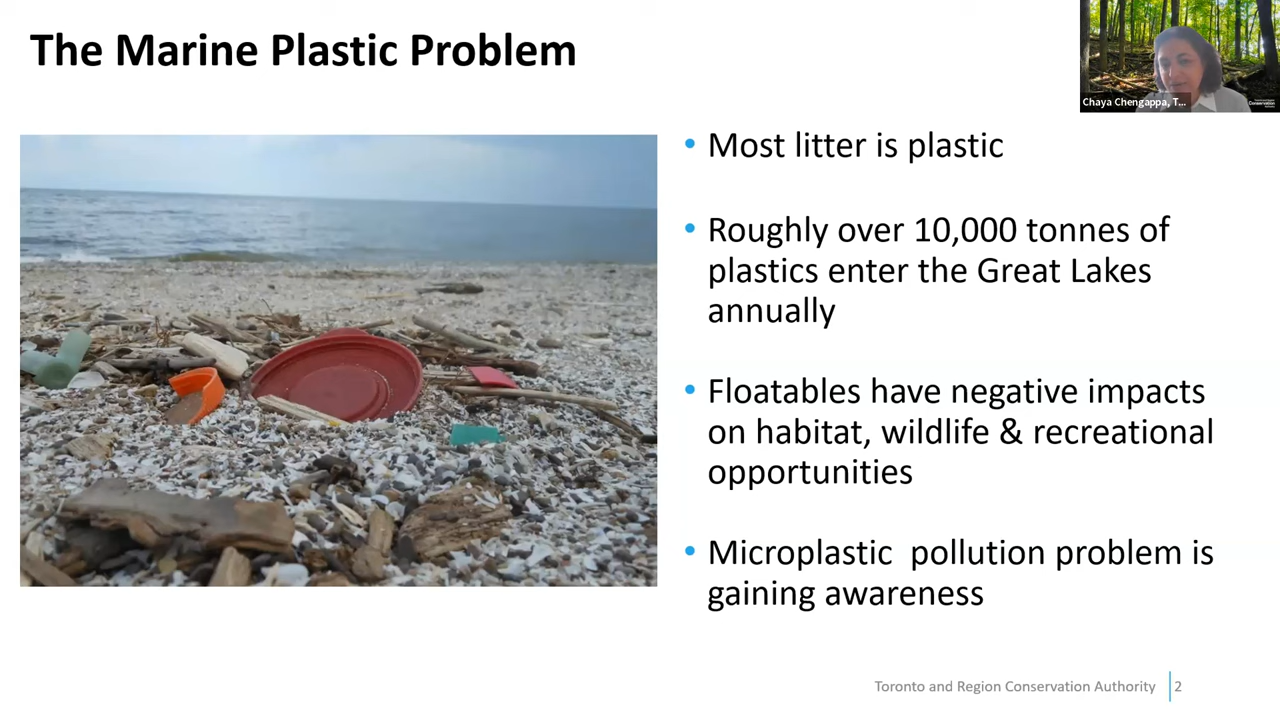 The Marine Plastic Problem
Chaya Chengappa, T...
• Most litter is plastic
• Roughly over 10,000 tonnes of
plastics enter the Great Lakes
annually
• Floatables have negative impacts
on habitat, wildlife & recreational
opportunities
• Microplastic  pollution problem is
gaining awareness
Toronto and Region Conservation Authority
2